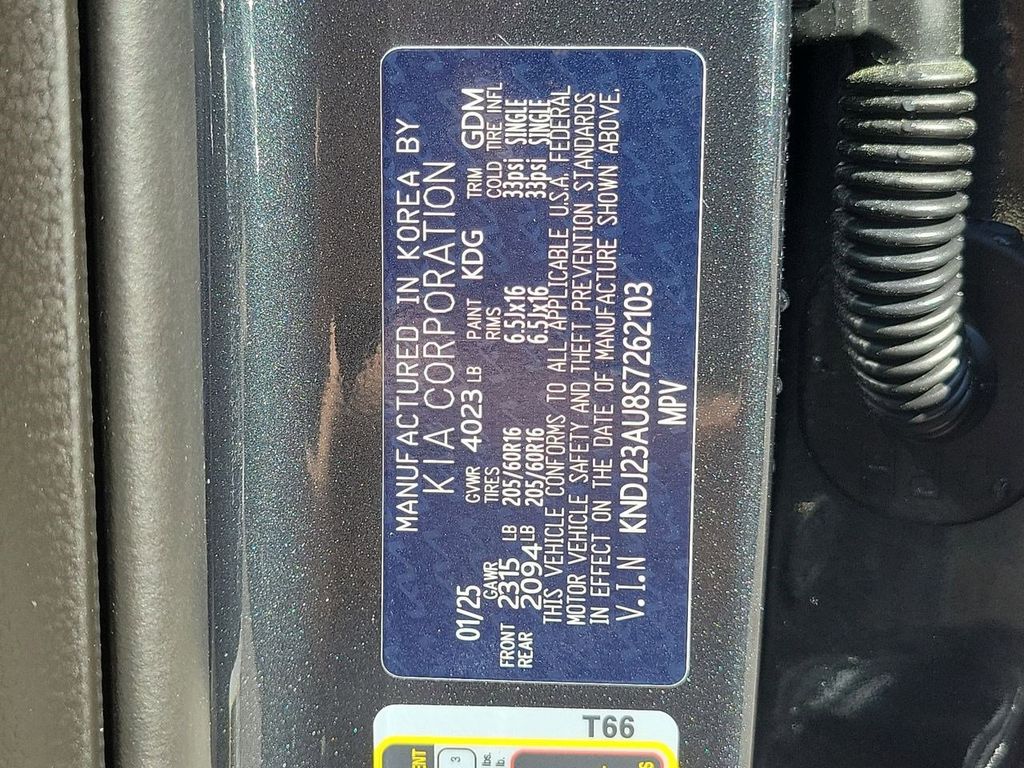 MANUFACTURED IN KOREA BY
01/25 KIA CORPORATION
GVWR 4023 LB PAINT KDG TRIM GDM
GAWR TIRES RIMS COLD TIRE INFL
FRONT 2315 LB 205/60R16 6.5Jx16 33psi SINGLE
REAR 2094 LB 205/60R16 6.5Jx16 33psi SINGLE
THIS VEHICLE CONFORMS TO ALL APPLICABLE U.S.A. FEDERAL
MOTOR VEHICLE SAFETY AND THEFT PREVENTION STANDARDS
IN EFFECT ON THE DATE OF MANUFACTURE SHOWN ABOVE.
V.I.N KNDJ23AU8S7262103
MPV
T66
3
lbs.
lb.